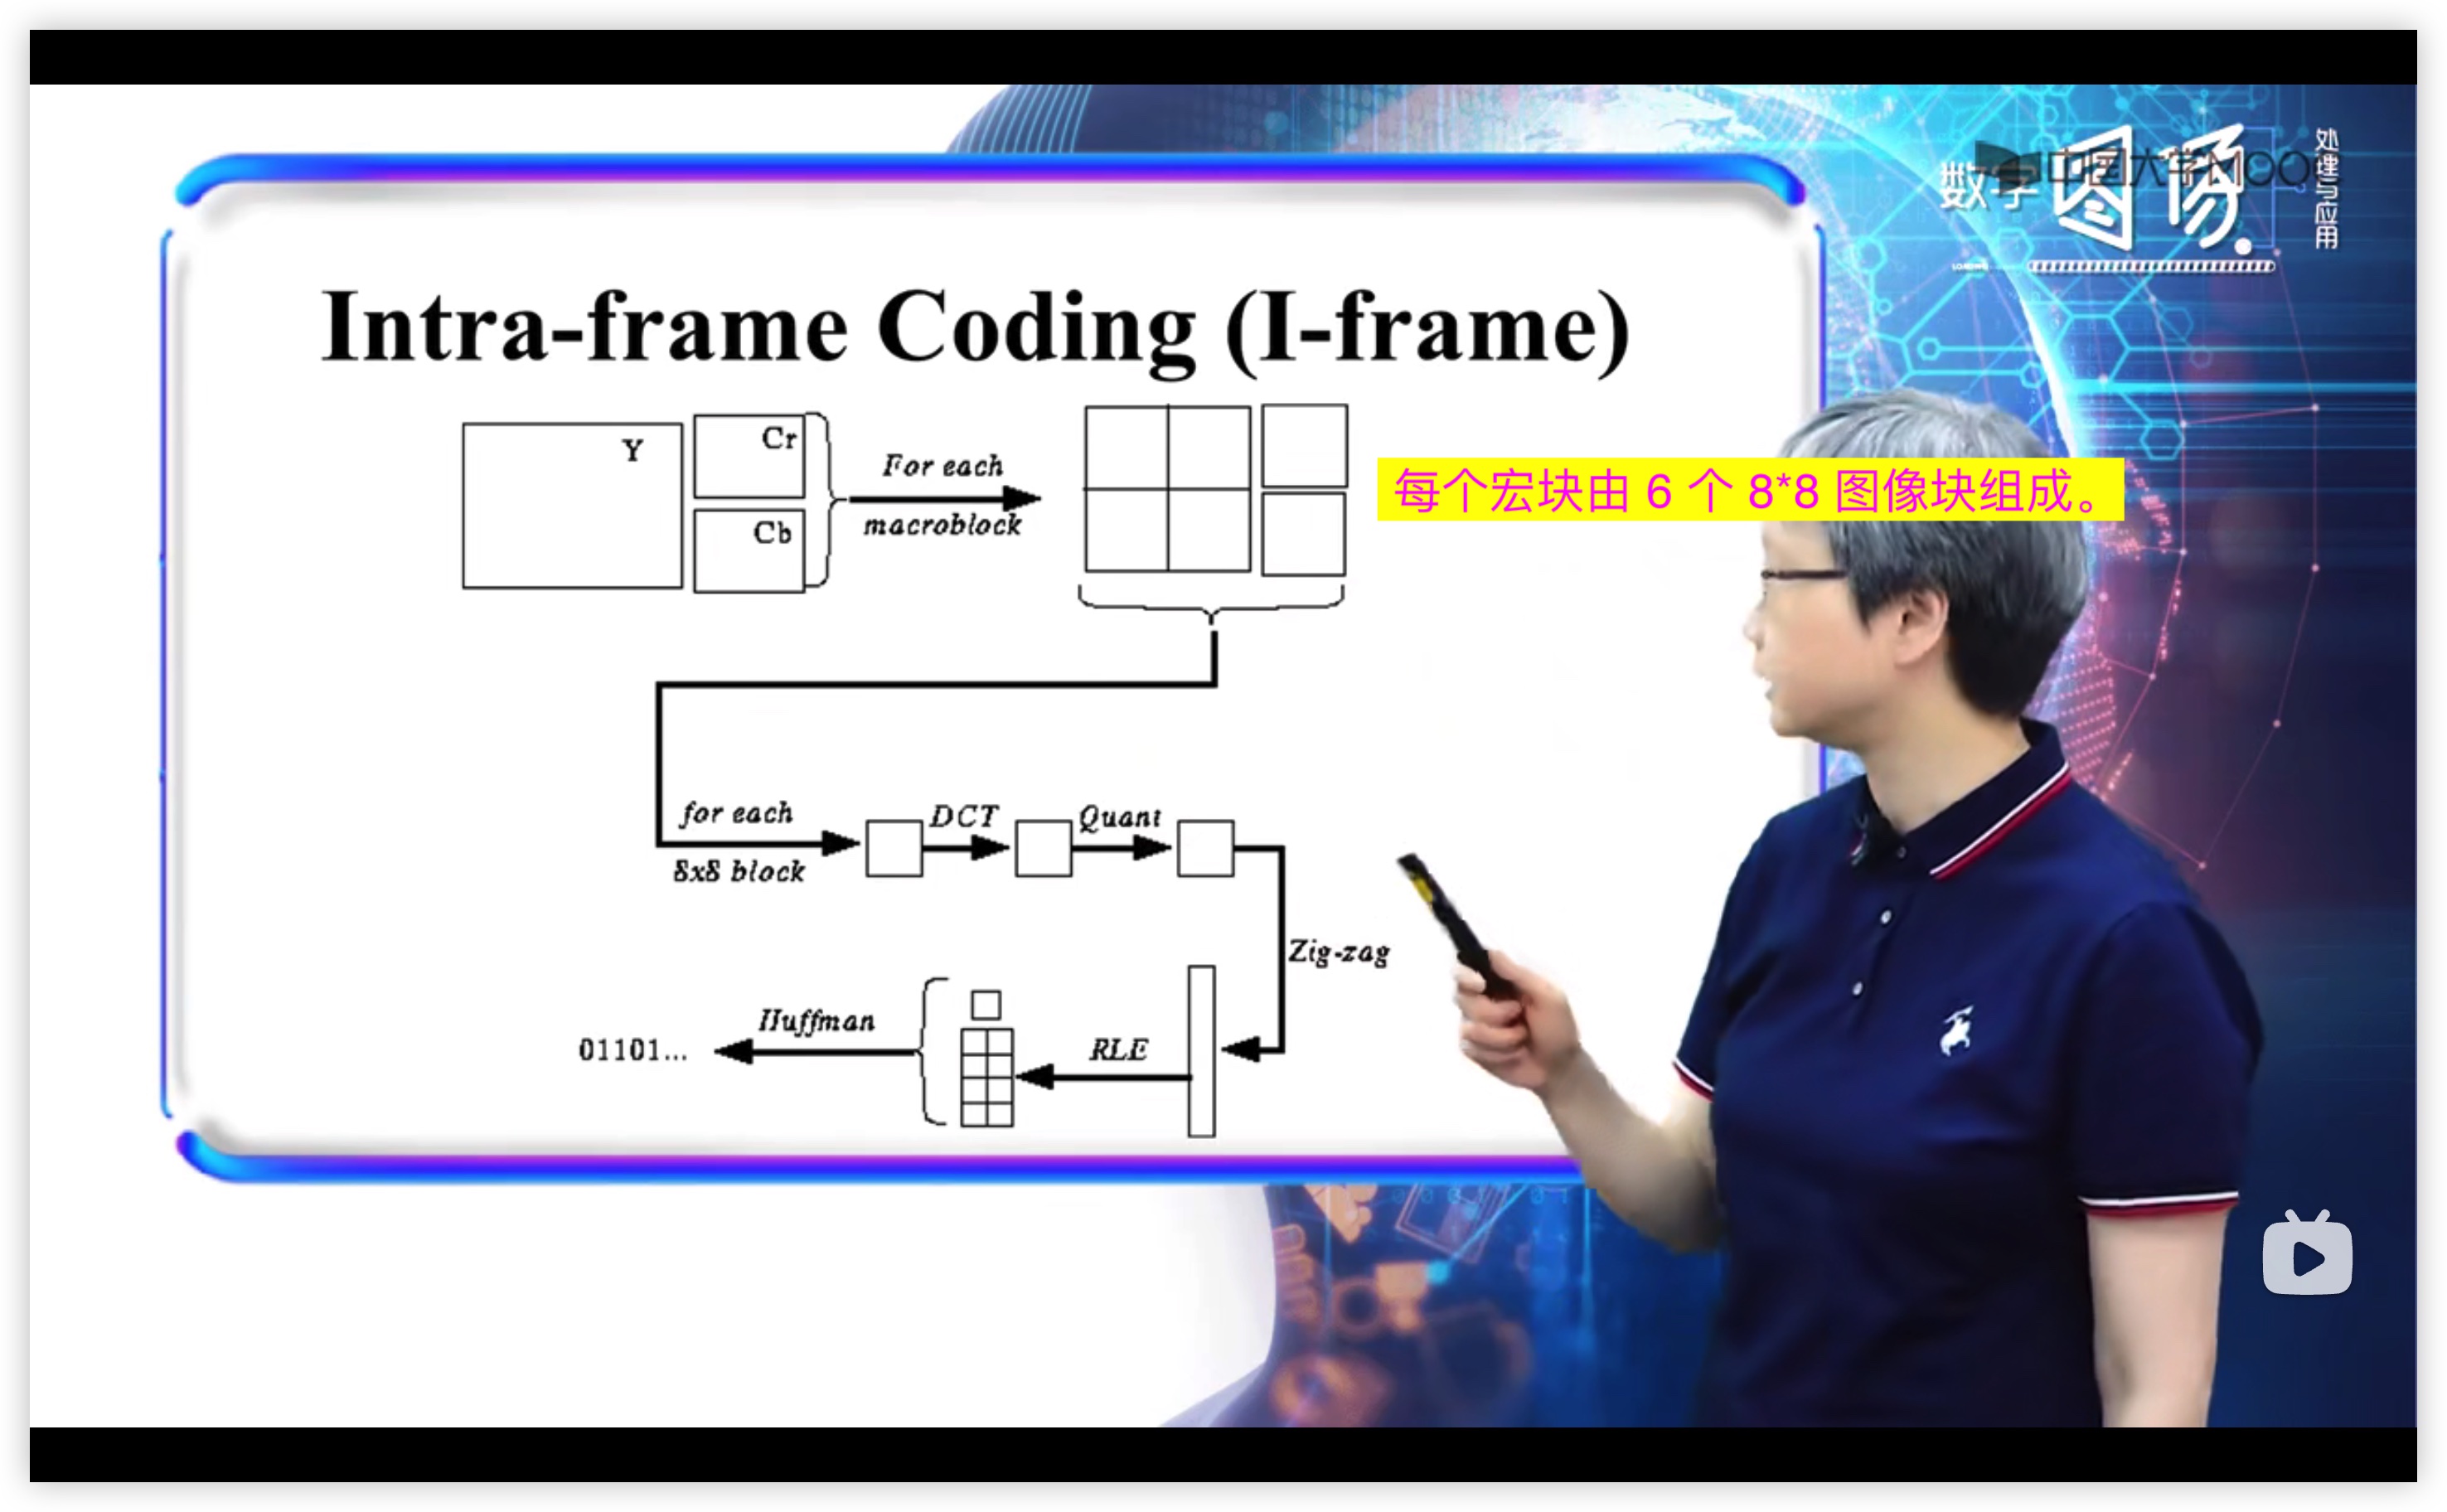 数字图像
处理与应用
中国大学MOO
LOADING
Intra-frame Coding (I-frame)
Y
Cr
Cb
For each
macroblock
每个宏块由 6 个 8*8 图像块组成。
for each
8x8 block
DCT
Quant
Zig-zag
RLE
Huffman
01101...